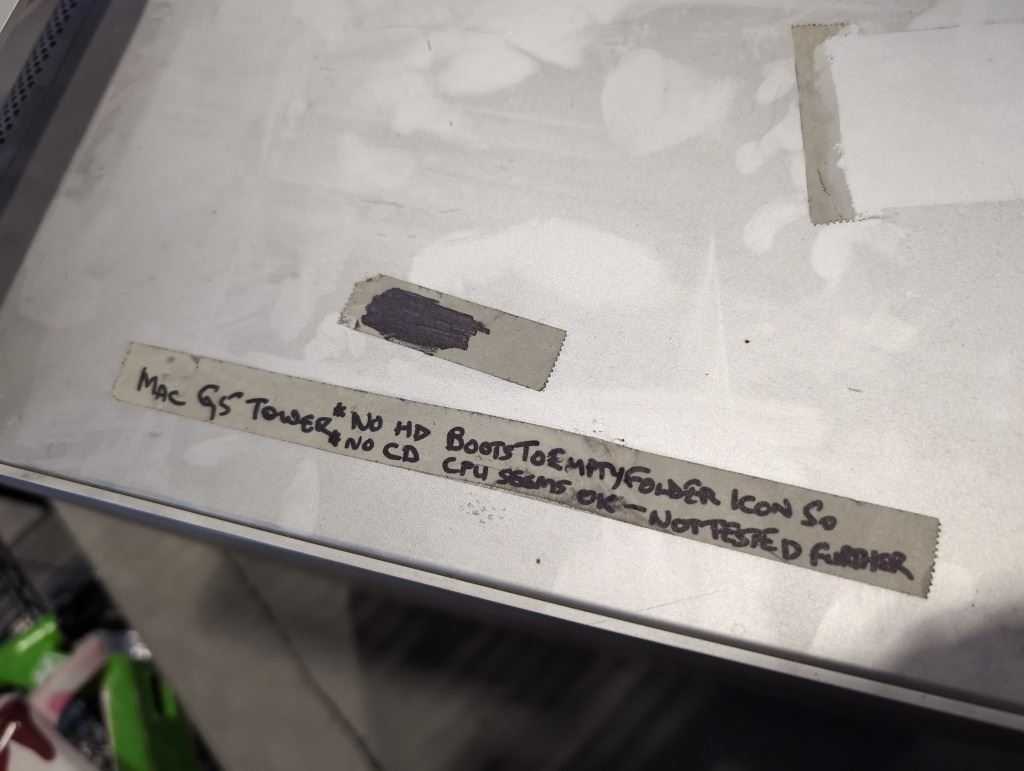 MAC G5 TOWER * NO HD BOOTS TO EMPTY FOLDER ICON SO
* NO CD CPU SEEMS OK - NOT TESTED FURTHER